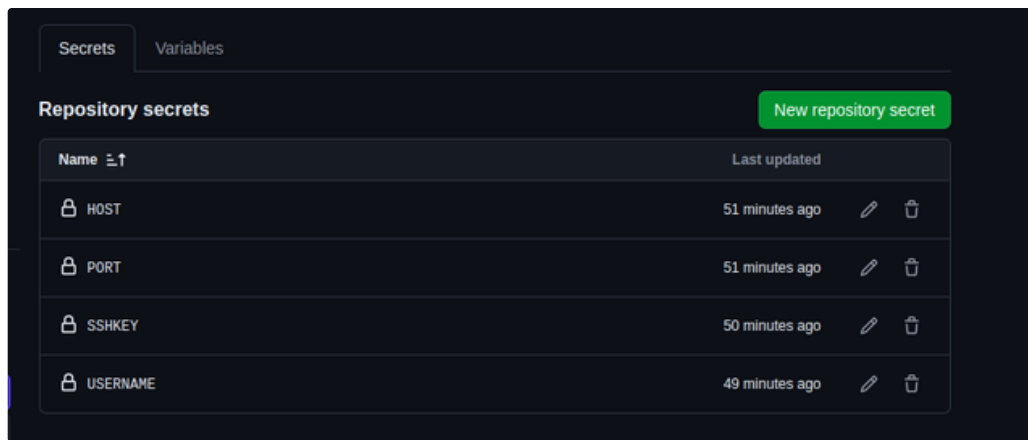 Secrets Variables
Repository secrets New repository secret
Name Last updated
HOST 51 minutes ago
PORT 51 minutes ago
SSHKEY 50 minutes ago
USERNAME 49 minutes ago